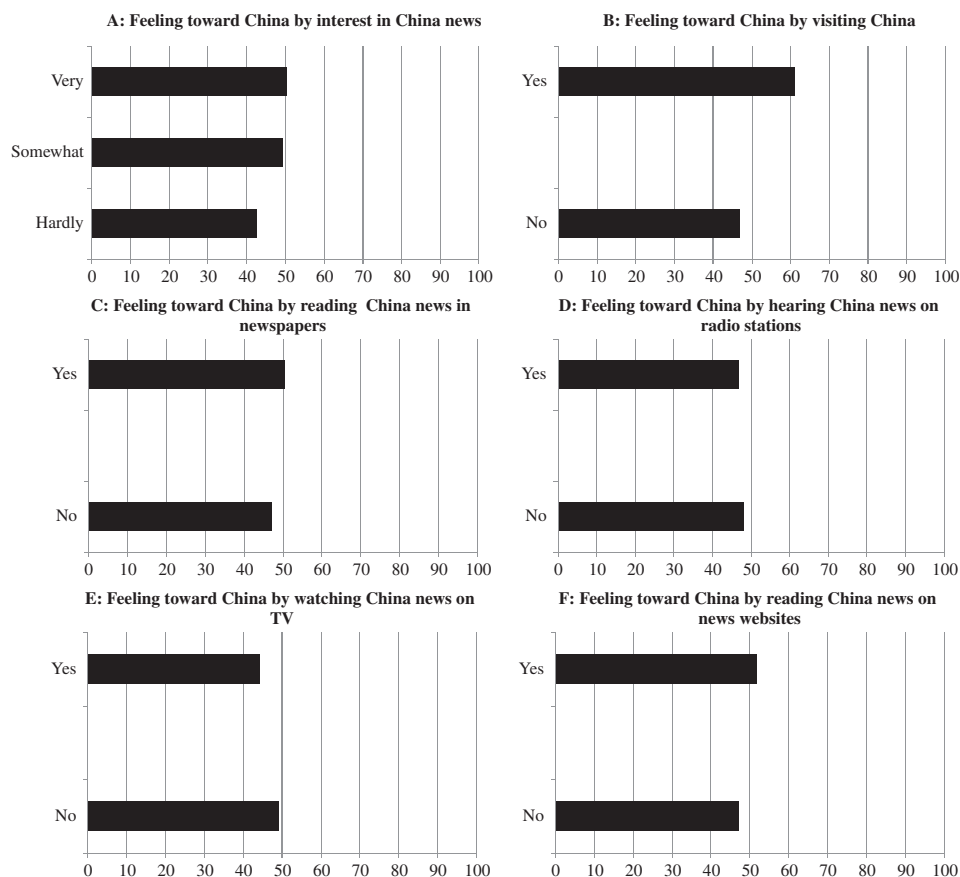 A: Feeling toward China by interest in China news
Very
Somewhat
Hardly
0 10 20 30 40 50 60 70 80 90 100
B: Feeling toward China by visiting China
Yes
No
0 10 20 30 40 50 60 70 80 90 100
C: Feeling toward China by reading China news in
newspapers
Yes
No
0 10 20 30 40 50 60 70 80 90 100
D: Feeling toward China by hearing China news on
radio stations
Yes
No
0 10 20 30 40 50 60 70 80 90 100
E: Feeling toward China by watching China news on
TV
Yes
No
0 10 20 30 40 50 60 70 80 90 100
F: Feeling toward China by reading China news on
news websites
Yes
No
0 10 20 30 40 50 60 70 80 90 100